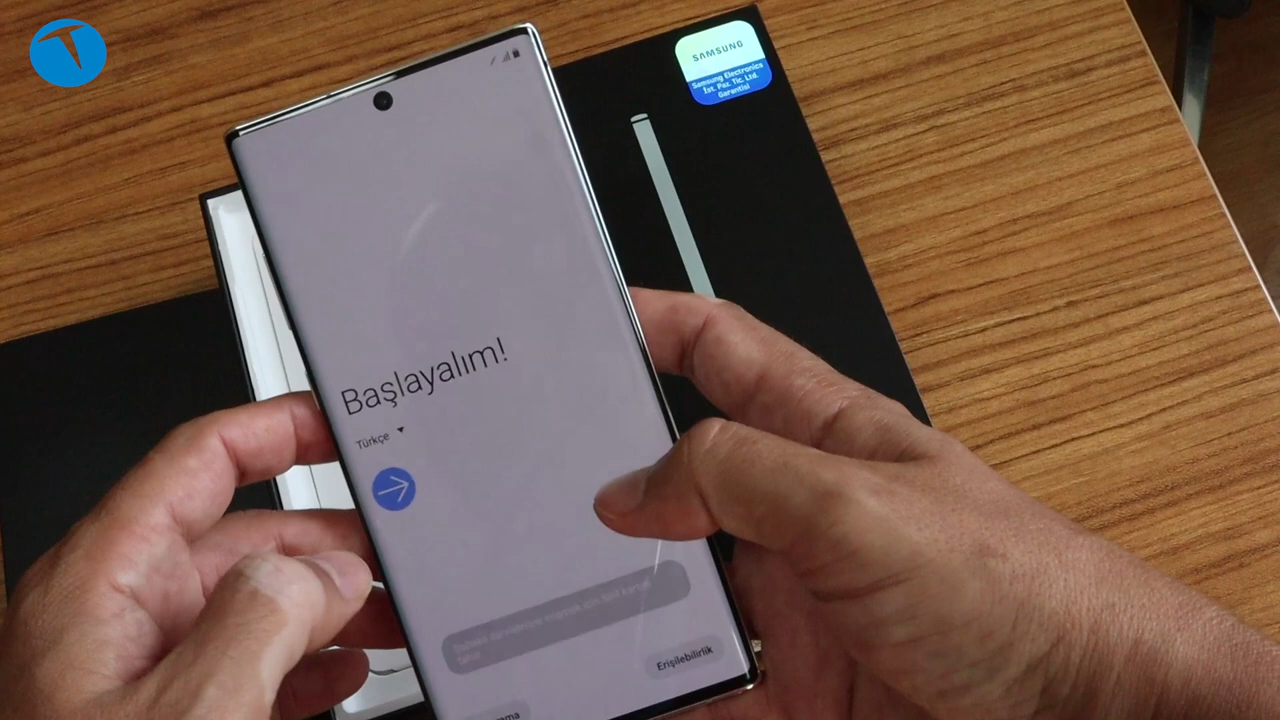 SAMSUNG
Samsung Electronics
İst. Paz. Tic. Ltd.
Garantisi
Başlayalım!
Türkçe
Erişilebilirlik